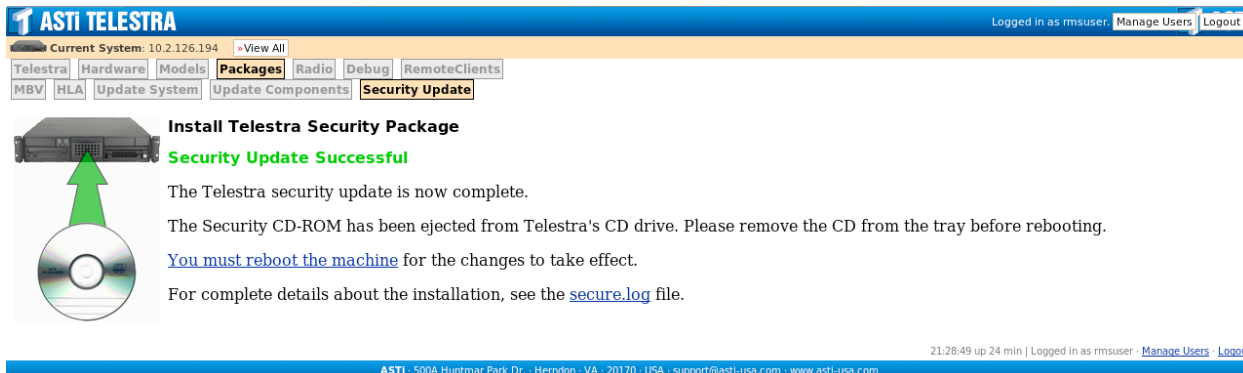 ASTi TELESTRA
Logged in as rmsuser. Manage Users Logout
Current System: 10.2.126.194 »View All
Telestra Hardware Models Packages Radio Debug RemoteClients
MBV HLA Update System Update Components Security Update
Install Telestra Security Package
Security Update Successful
The Telestra security update is now complete.
The Security CD-ROM has been ejected from Telestra's CD drive. Please remove the CD from the tray before rebooting.
You must reboot the machine for the changes to take effect.
For complete details about the installation, see the secure.log file.
21:28:49 up 24 min | Logged in as rmsuser · Manage Users ·
ASTi · 500A Huntmar Park Dr. · Herndon · VA · 20170 · USA · support@asti-usa.com · www.asti-usa.com